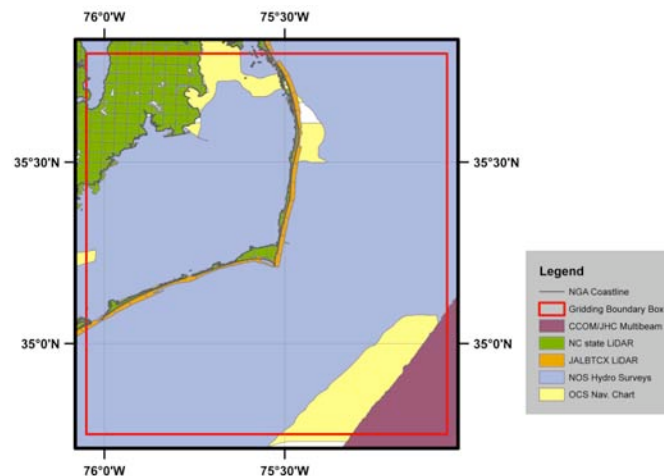 76°0'W 75°30'W
35°30'N 35°30'N
35°0'N 35°0'N
76°0'W 75°30'W
Legend
NGA Coastline
Gridding Boundary Box
CCOM/JHC Multibeam
NC state LiDAR
JALBTCX LiDAR
NOS Hydro Surveys
OCS Nav. Chart